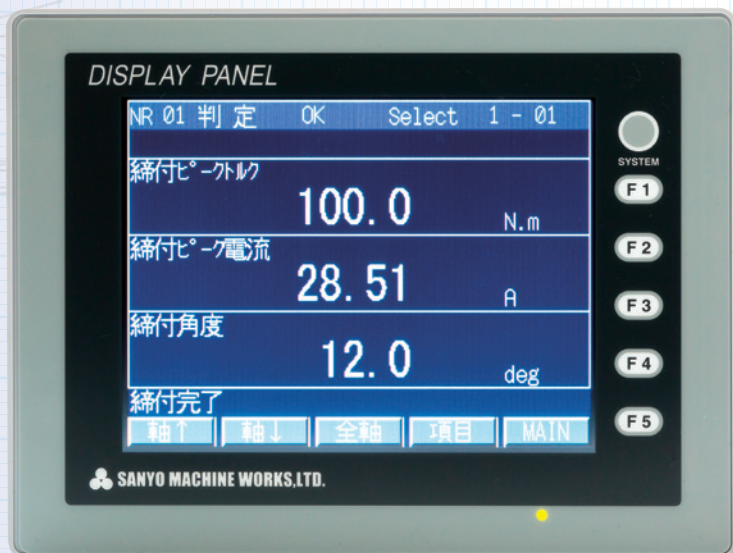 DISPLAY PANEL
NR 01 判定 OK Select 1 - 01
締付ﾋﾟｰｸﾄﾙｸ
100.0 N.m
締付ﾋﾟｰｸ電流
28.51 A
締付角度
12.0 deg
締付完了
軸↑ 軸↓ 全軸 項目 MAIN
SYSTEM
F1
F2
F3
F4
F5
SANYO MACHINE WORKS,LTD.